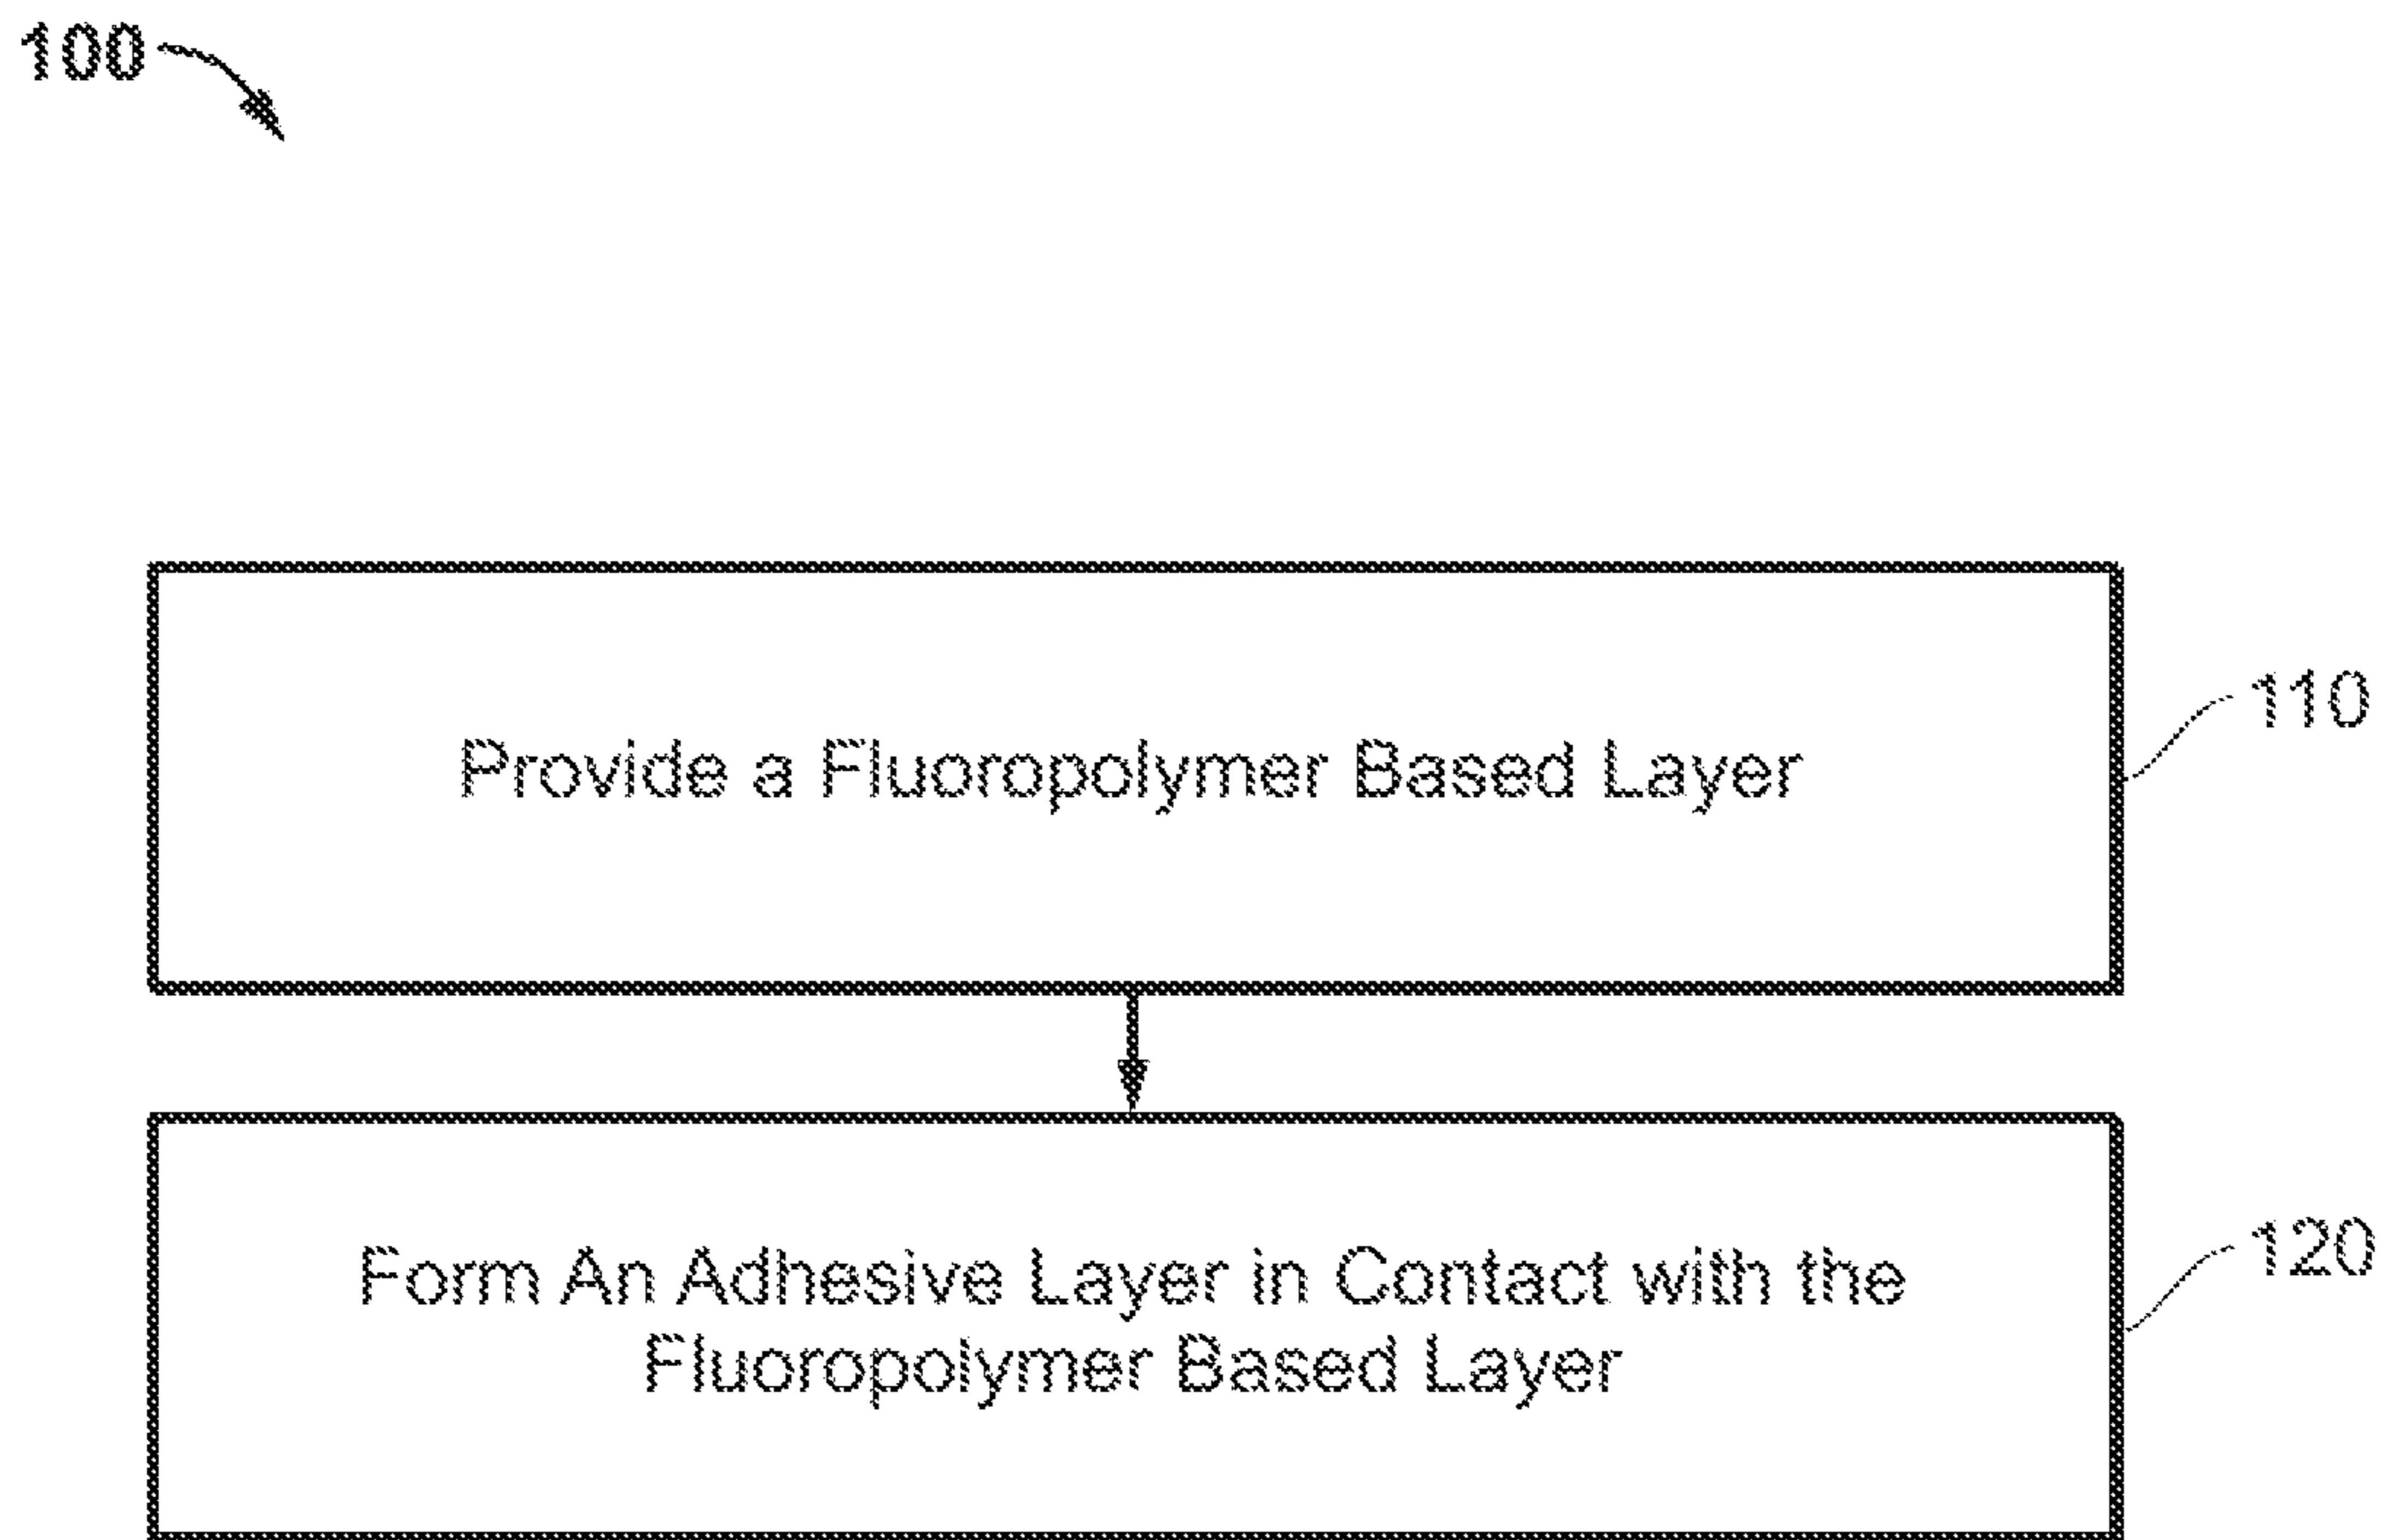 100
Provide a Fluoropolymer Based Layer
110
Form An Adhesive Layer in Contact with the
Fluoropolymer Based Layer
120